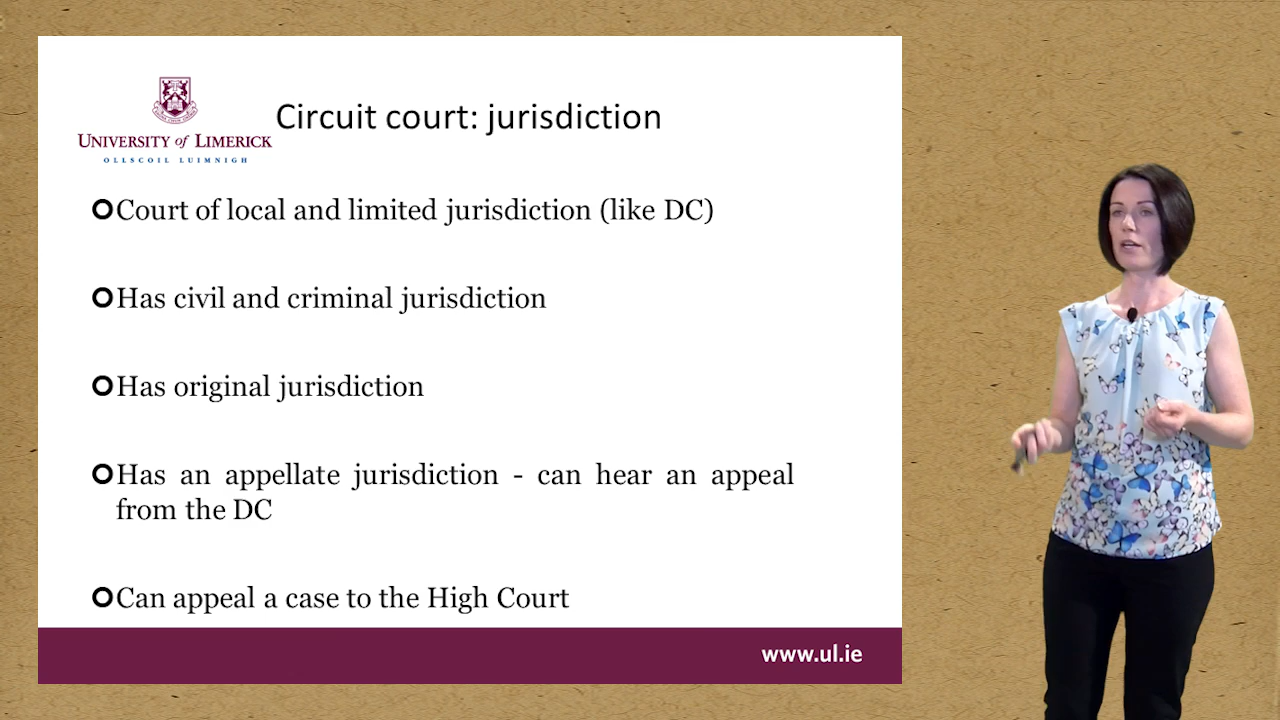 Circuit court: jurisdiction
UNIVERSITY of LIMERICK
OLLSCOIL LUIMNIGH
Court of local and limited jurisdiction (like DC)
Has civil and criminal jurisdiction
Has original jurisdiction
Has an appellate jurisdiction - can hear an appeal
from the DC
Can appeal a case to the High Court
www.ul.ie